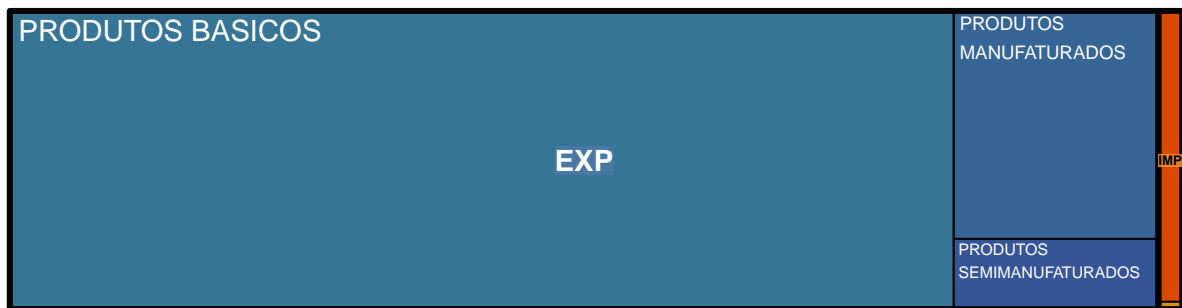 PRODUTOS BASICOS
PRODUTOS
MANUFATURADOS
EXP
IMP
PRODUTOS
SEMIMANUFATURADOS